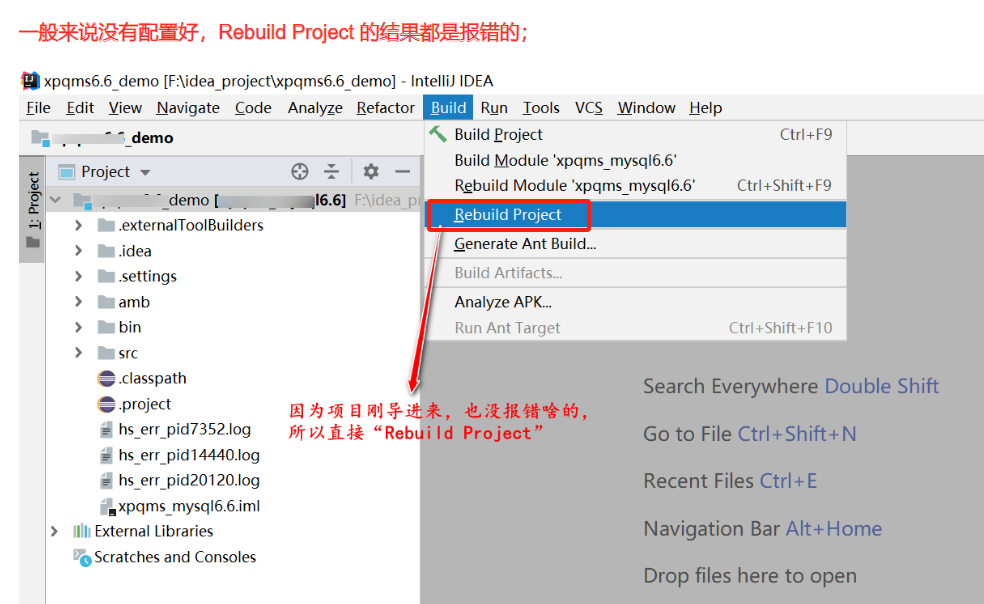 一般来说没有配置好，Rebuild Project 的结果都是报错的；
xpqms6.6_demo [F:\idea_project\xpqms6.6_demo] - IntelliJ IDEA
File Edit View Navigate Code Analyze Refactor Build Run Tools VCS Window Help
_demo
Build Project Ctrl+F9
Build Module 'xpqms_mysql6.6'
Rebuild Module 'xpqms_mysql6.6' Ctrl+Shift+F9
Rebuild Project
Generate Ant Build...
Build Artifacts...
Analyze APK...
Run Ant Target Ctrl+Shift+F10
1: Project
Project
_demo [ l6.6] F:\idea_p
.externalToolBuilders
.idea
.settings
amb
bin
src
.classpath
.project
hs_err_pid7352.log
hs_err_pid14440.log
hs_err_pid20120.log
xpqms_mysql6.6.iml
External Libraries
Scratches and Consoles
因为项目刚导进来，也没报错啥的，
所以直接“Rebuild Project”
Search Everywhere Double Shift
Go to File Ctrl+Shift+N
Recent Files Ctrl+E
Navigation Bar Alt+Home
Drop files here to open